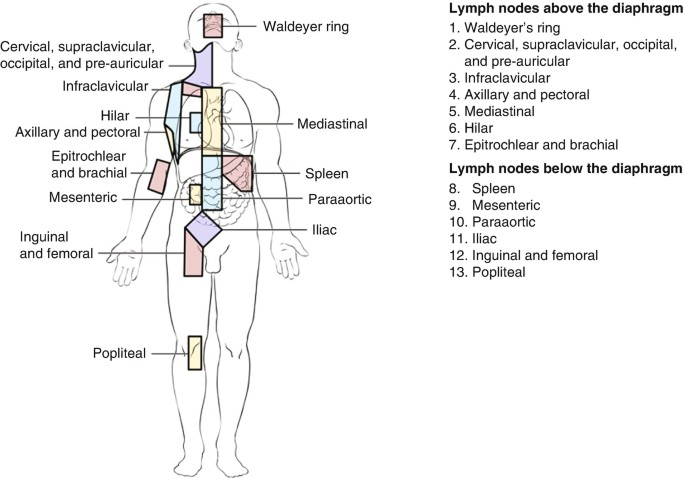 Waldeyer ring
Cervical, supraclavicular,
occipital, and pre-auricular
Infraclavicular
Hilar
Axillary and pectoral
Mediastinal
Epitrochlear
and brachial
Spleen
Mesenteric
Paraaortic
Iliac
Inguinal
and femoral
Popliteal
Lymph nodes above the diaphragm
1. Waldeyer's ring
2. Cervical, supraclavicular, occipital,
and pre-auricular
3. Infraclavicular
4. Axillary and pectoral
5. Mediastinal
6. Hilar
7. Epitrochlear and brachial
Lymph nodes below the diaphragm
8. Spleen
9. Mesenteric
10. Paraaortic
11. Iliac
12. Inguinal and femoral
13. Popliteal